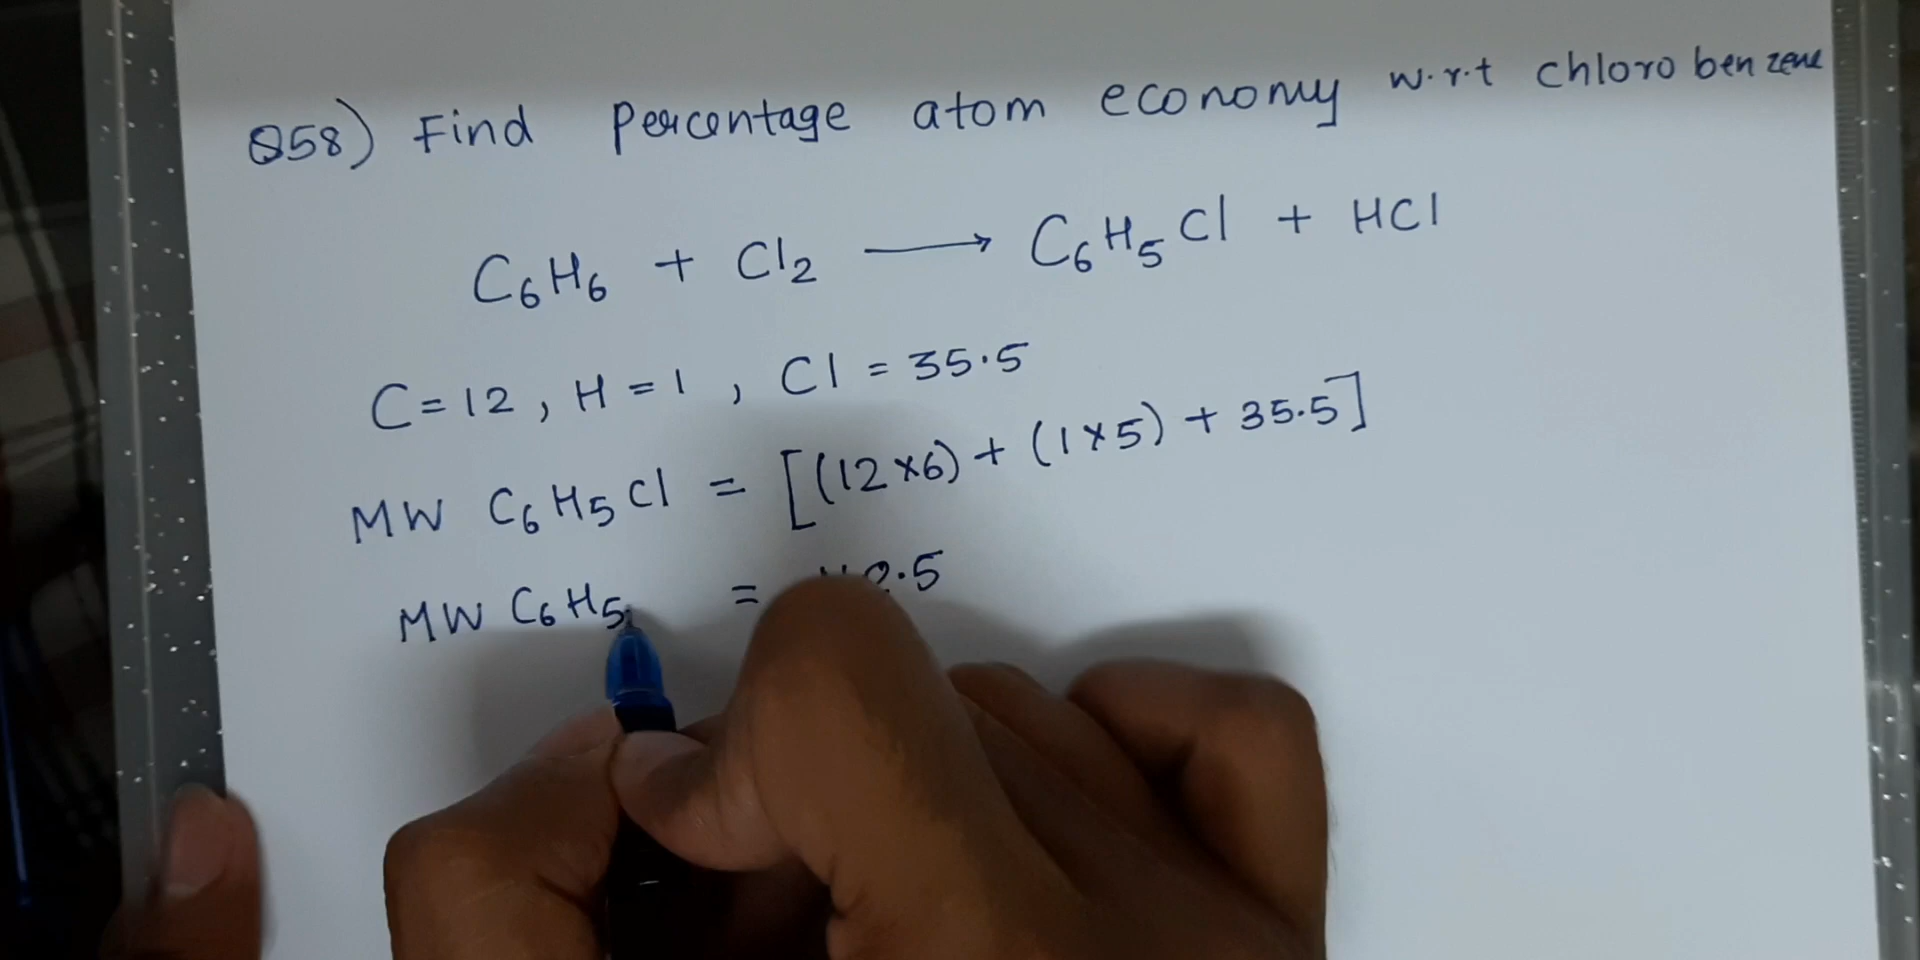 Q58) Find Percentage atom economy w.r.t chlorobenzene
C6H6 + Cl2 → C6H5Cl + HCl
C=12, H=1, Cl = 35.5
MW C6H5Cl = [(12×6) + (1×5) + 35.5]
MW C6H5 =